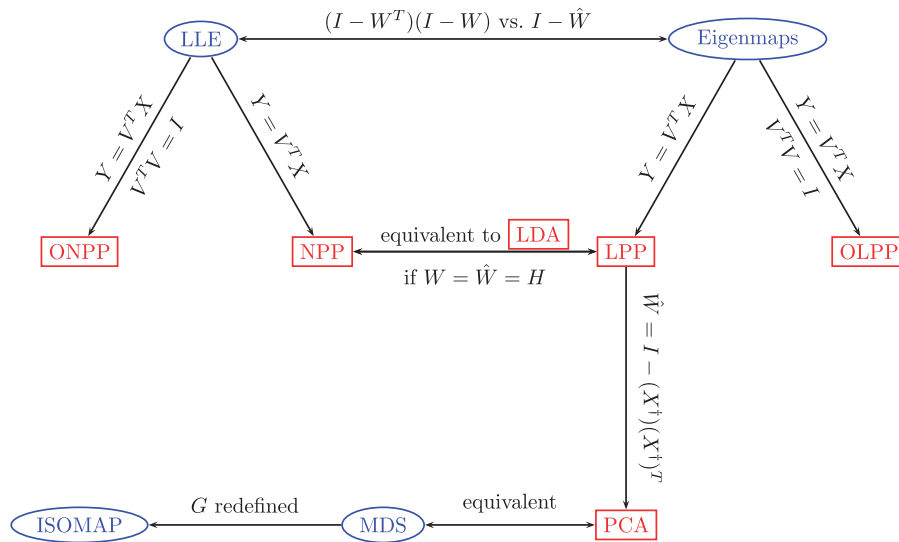 (I − W^T)(I − W) vs. I − Ŵ
LLE
Eigenmaps
Y = V^T X
V^T V = I
Y = V^T X
Y = V^T X
Y = V^T X
V^T V = I
ONPP
NPP
equivalent to LDA
if W = Ŵ = H
LPP
OLPP
Ŵ = I − (X^†)(X^†)^T
ISOMAP
G redefined
MDS
equivalent
PCA